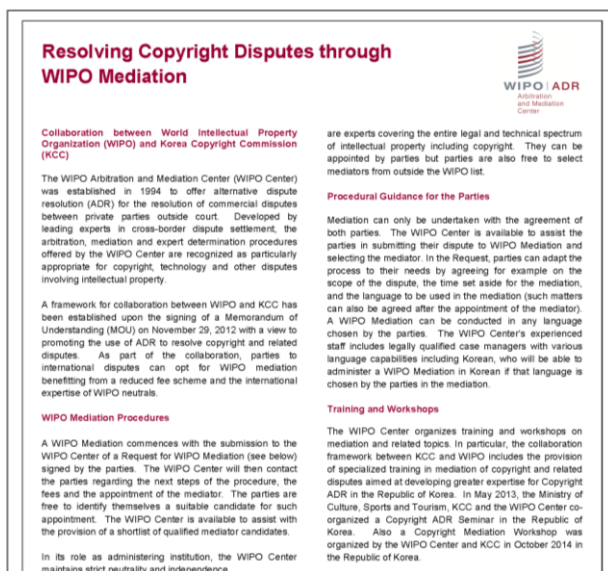 Resolving Copyright Disputes through
WIPO Mediation
WIPO | ADR
Arbitration
and Mediation
Center
Collaboration between World Intellectual Property
Organization (WIPO) and Korea Copyright Commission
(KCC)
The WIPO Arbitration and Mediation Center (WIPO Center)
was established in 1994 to offer alternative dispute
resolution (ADR) for the resolution of commercial disputes
between private parties outside court. Developed by
leading experts in cross-border dispute settlement, the
arbitration, mediation and expert determination procedures
offered by the WIPO Center are recognized as particularly
appropriate for copyright, technology and other disputes
involving intellectual property.
A framework for collaboration between WIPO and KCC has
been established upon the signing of a Memorandum of
Understanding (MOU) on November 29, 2012 with a view to
promoting the use of ADR to resolve copyright and related
disputes. As part of the collaboration, parties to
international disputes can opt for WIPO mediation
benefitting from a reduced fee scheme and the international
expertise of WIPO neutrals.
WIPO Mediation Procedures
A WIPO Mediation commences with the submission to the
WIPO Center of a Request for WIPO Mediation (see below)
signed by the parties. The WIPO Center will then contact
the parties regarding the next steps of the procedure, the
fees and the appointment of the mediator. The parties are
free to identify themselves a suitable candidate for such
appointment. The WIPO Center is available to assist with
the provision of a shortlist of qualified mediator candidates.
In its role as administering institution, the WIPO Center
maintains strict neutrality and independence
are experts covering the entire legal and technical spectrum
of intellectual property including copyright. They can be
appointed by parties but parties are also free to select
mediators from outside the WIPO list.
Procedural Guidance for the Parties
Mediation can only be undertaken with the agreement of
both parties. The WIPO Center is available to assist the
parties in submitting their dispute to WIPO Mediation and
selecting the mediator. In the Request, parties can adapt the
process to their needs by agreeing for example on the
scope of the dispute, the time set aside for the mediation,
and the language to be used in the mediation (such matters
can also be agreed after the appointment of the mediator).
A WIPO Mediation can be conducted in any language
chosen by the parties. The WIPO Center's experienced
staff includes legally qualified case managers with various
language capabilities including Korean, who will be able to
administer a WIPO Mediation in Korean if that language is
chosen by the parties in the mediation.
Training and Workshops
The WIPO Center organizes training and workshops on
mediation and related topics. In particular, the collaboration
framework between KCC and WIPO includes the provision
of specialized training in mediation of copyright and related
disputes aimed at developing greater expertise for Copyright
ADR in the Republic of Korea. In May 2013, the Ministry of
Culture, Sports and Tourism, KCC and the WIPO Center co-
organized a Copyright ADR Seminar in the Republic of
Korea. Also a Copyright Mediation Workshop was
organized by the WIPO Center and KCC in October 2014 in
the Republic of Korea.